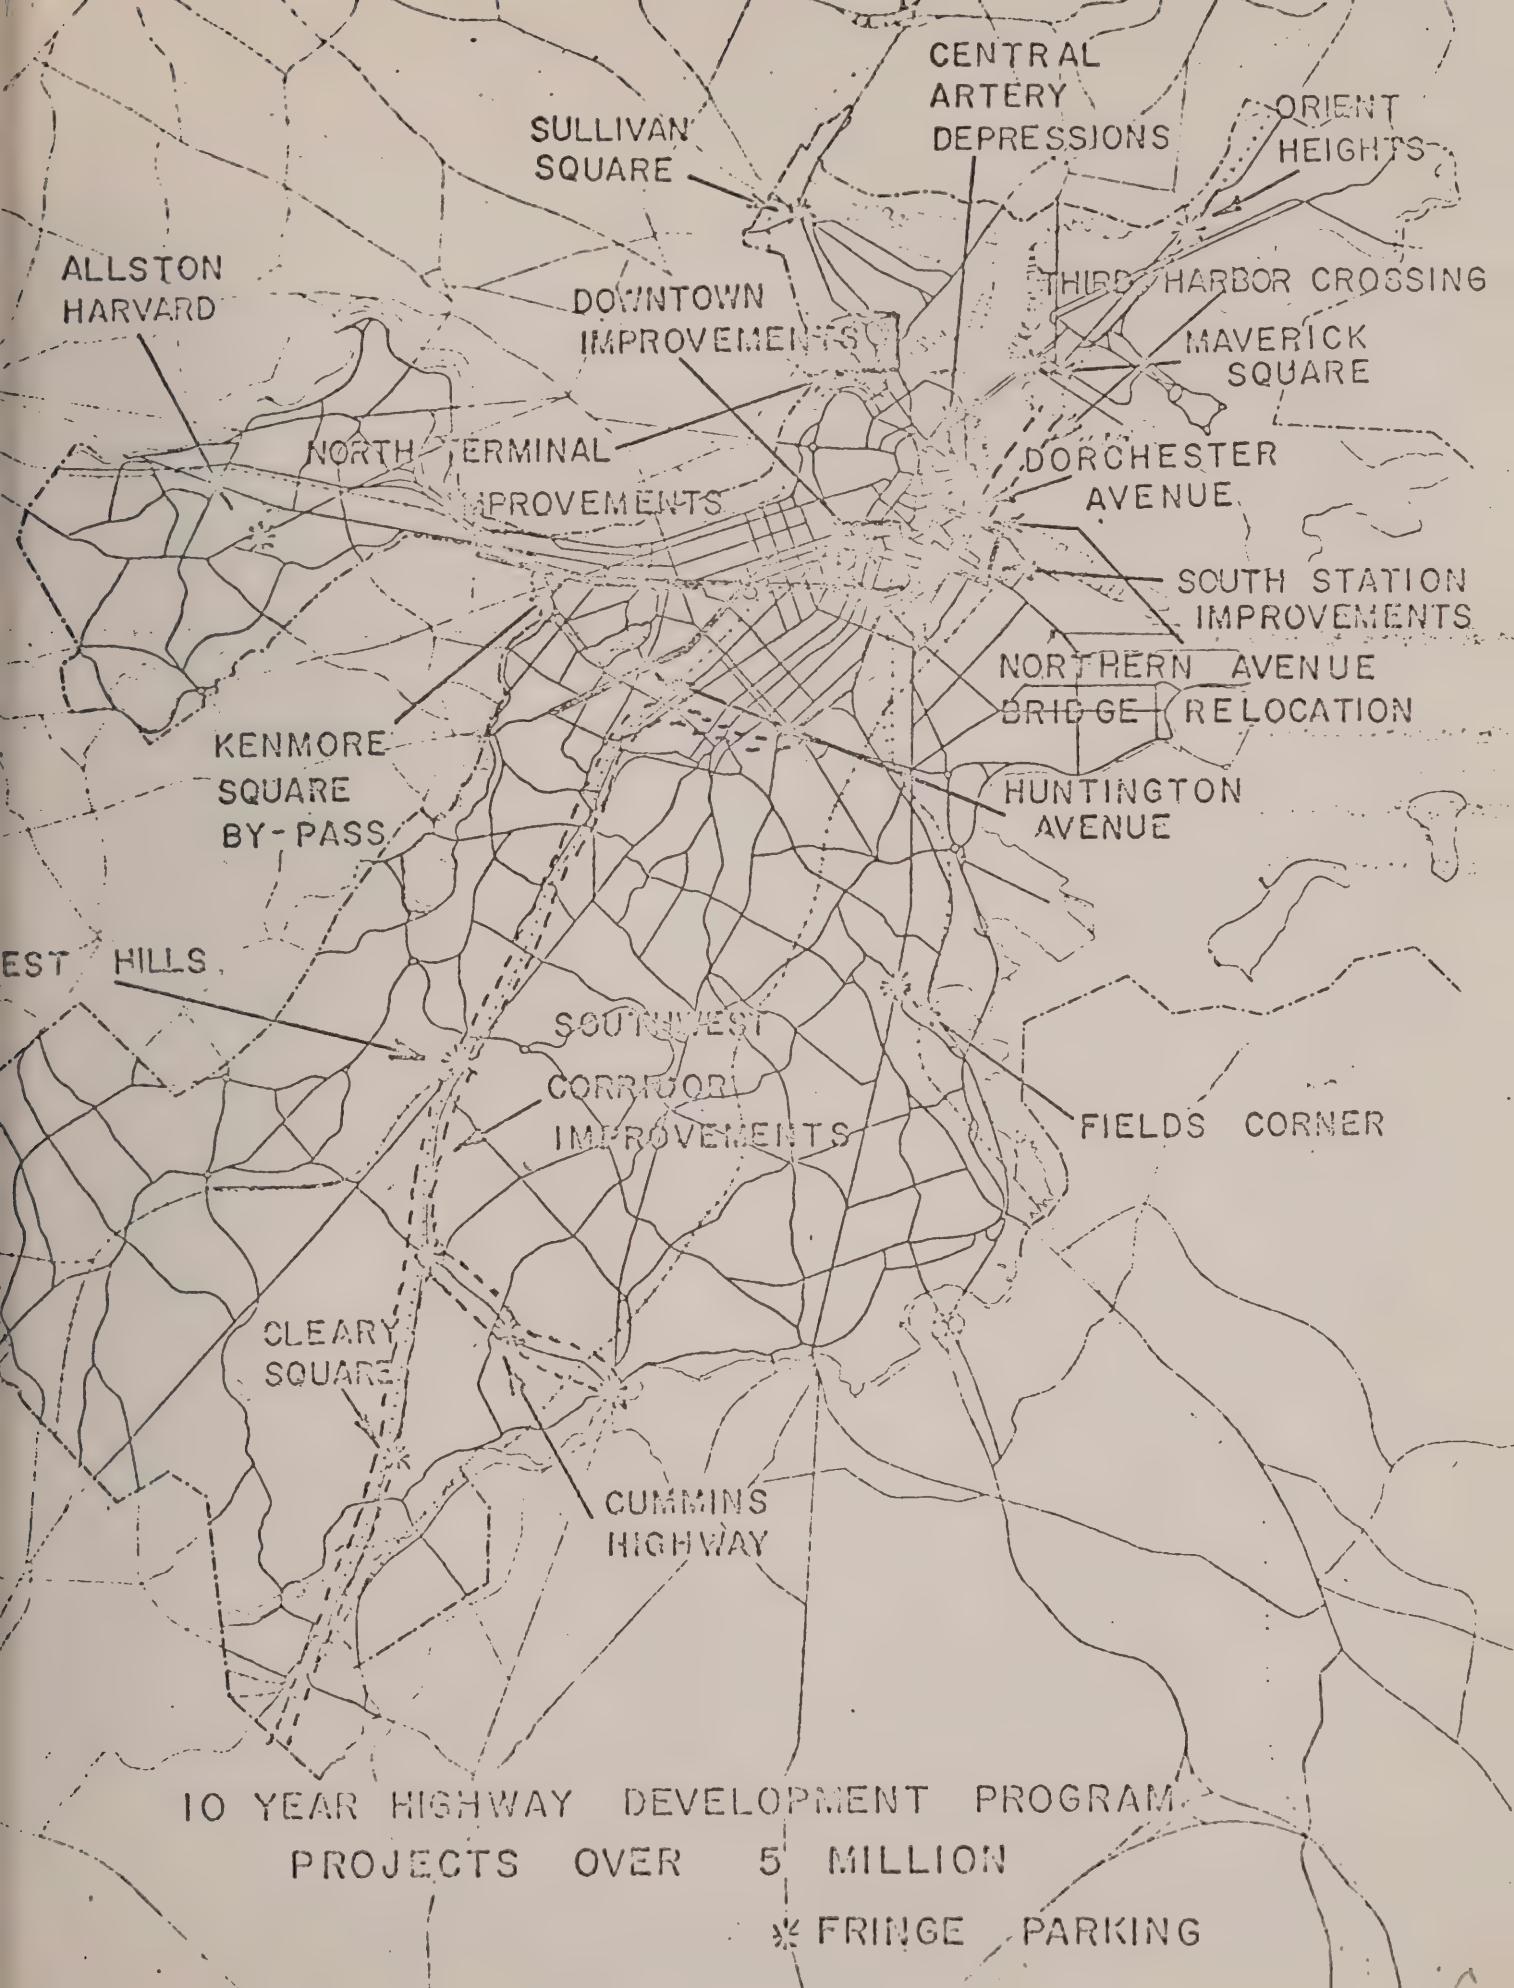 CENTRAL
ARTERY
DEPRESSIONS
SULLIVAN
SQUARE
ORIENT
HEIGHTS
ALLSTON
HARVARD
DOWNTOWN
IMPROVEMENTS
THIRD HARBOR CROSSING
MAVERICK
SQUARE
NORTH TERMINAL
IMPROVEMENTS
DORCHESTER
AVENUE
SOUTH STATION
IMPROVEMENTS
NORTHERN AVENUE
BRIDGE RELOCATION
KENMORE
SQUARE
BY-PASS
HUNTINGTON
AVENUE
EST HILLS
SOUTHWEST
CORRIDOR
IMPROVEMENTS
FIELDS CORNER
CLEARY
SQUARE
CUMMINS
HIGHWAY
10 YEAR HIGHWAY DEVELOPMENT PROGRAM
PROJECTS OVER 5 MILLION
FRINGE PARKING